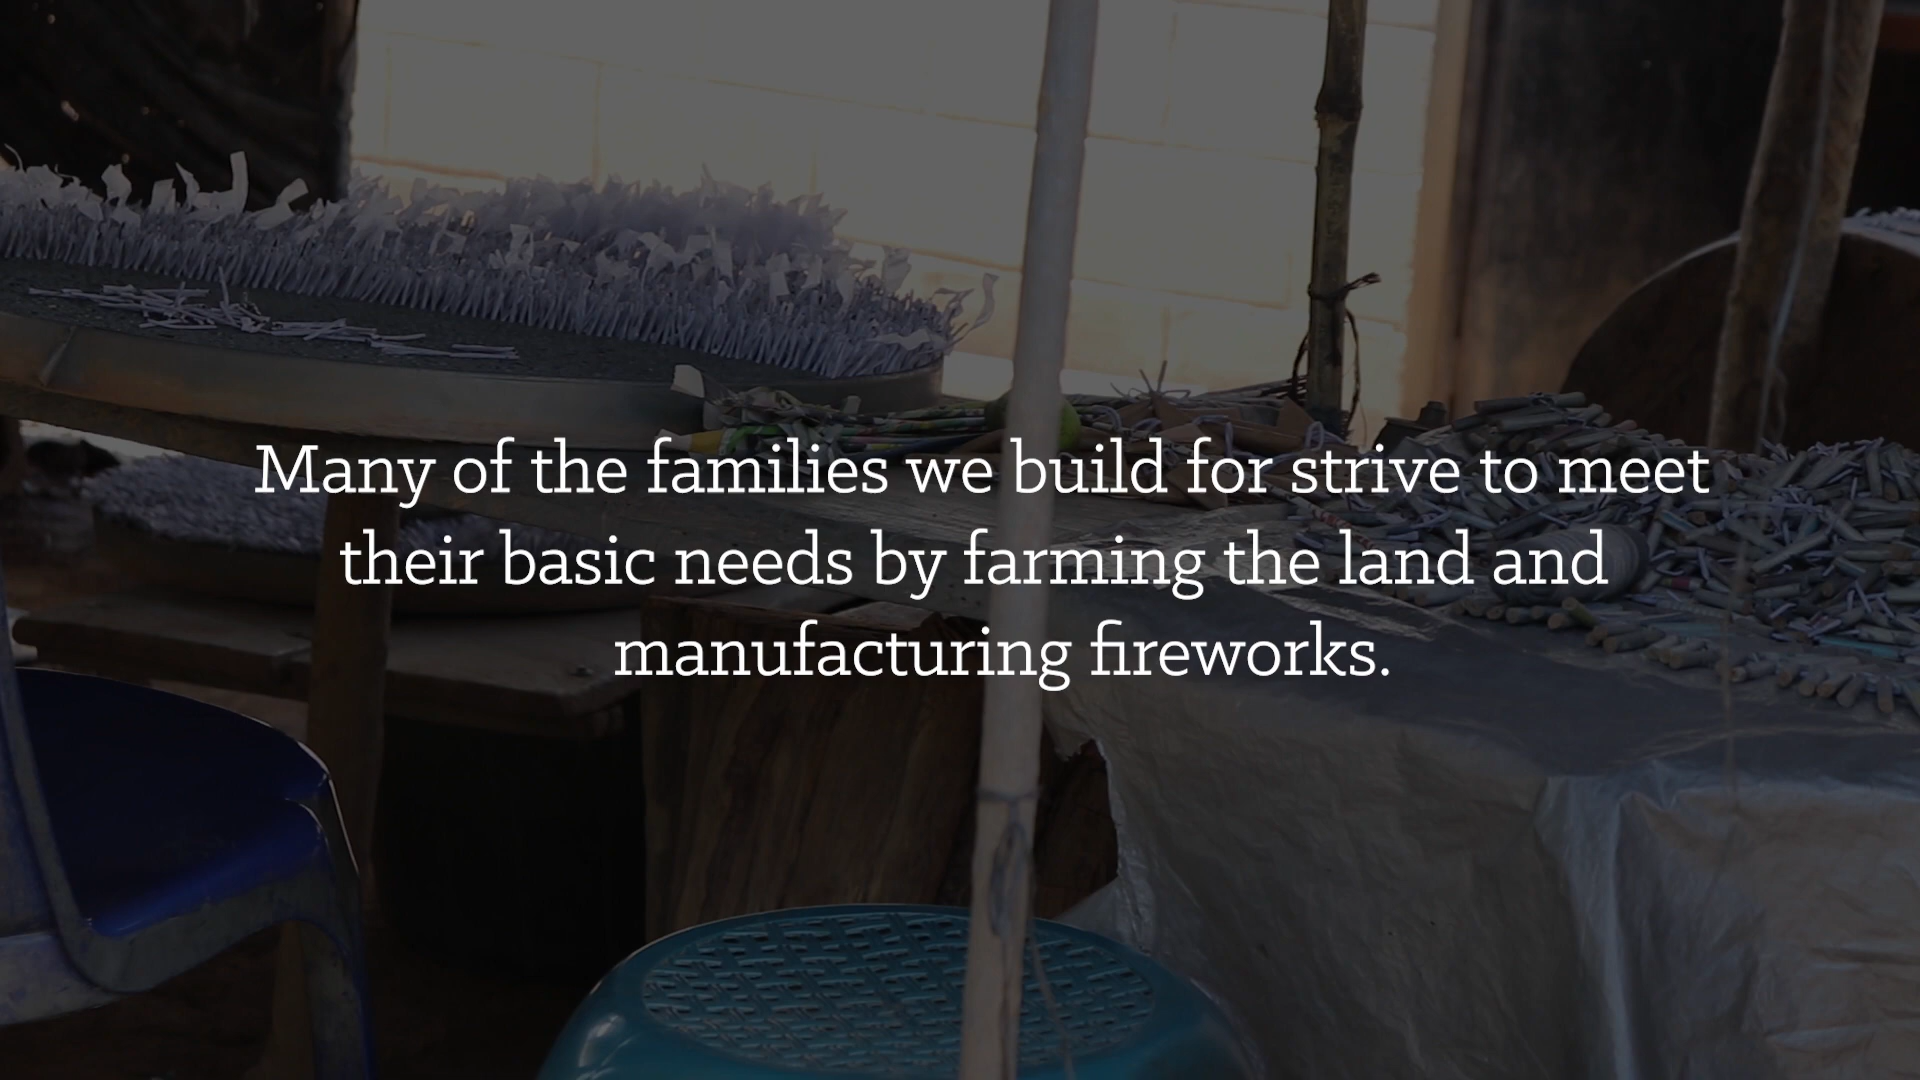 Many of the families we build for strive to meet
their basic needs by farming the land and
manufacturing fireworks.